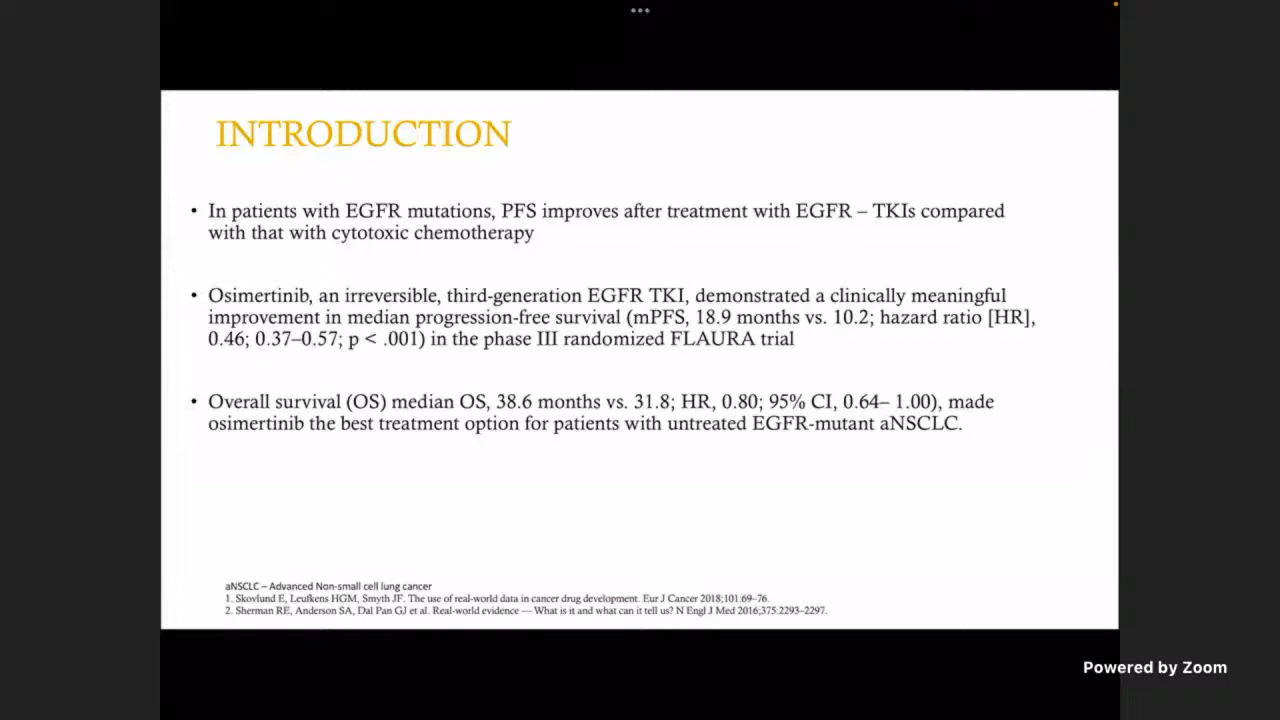 INTRODUCTION
• In patients with EGFR mutations, PFS improves after treatment with EGFR – TKIs compared
with that with cytotoxic chemotherapy
• Osimertinib, an irreversible, third-generation EGFR TKI, demonstrated a clinically meaningful
improvement in median progression-free survival (mPFS, 18.9 months vs. 10.2; hazard ratio [HR],
0.46; 0.37–0.57; p < .001) in the phase III randomized FLAURA trial
• Overall survival (OS) median OS, 38.6 months vs. 31.8; HR, 0.80; 95% CI, 0.64– 1.00), made
osimertinib the best treatment option for patients with untreated EGFR-mutant aNSCLC.
aNSCLC – Advanced Non-small cell lung cancer
1. Skovlund E, Leufkens HGM, Smyth JF. The use of real-world data in cancer drug development. Eur J Cancer 2018;101:69–76.
2. Sherman RE, Anderson SA, Dal Pan GJ et al. Real-world evidence — What is it and what can it tell us? N Engl J Med 2016;375:2293–2297.
Powered by Zoom